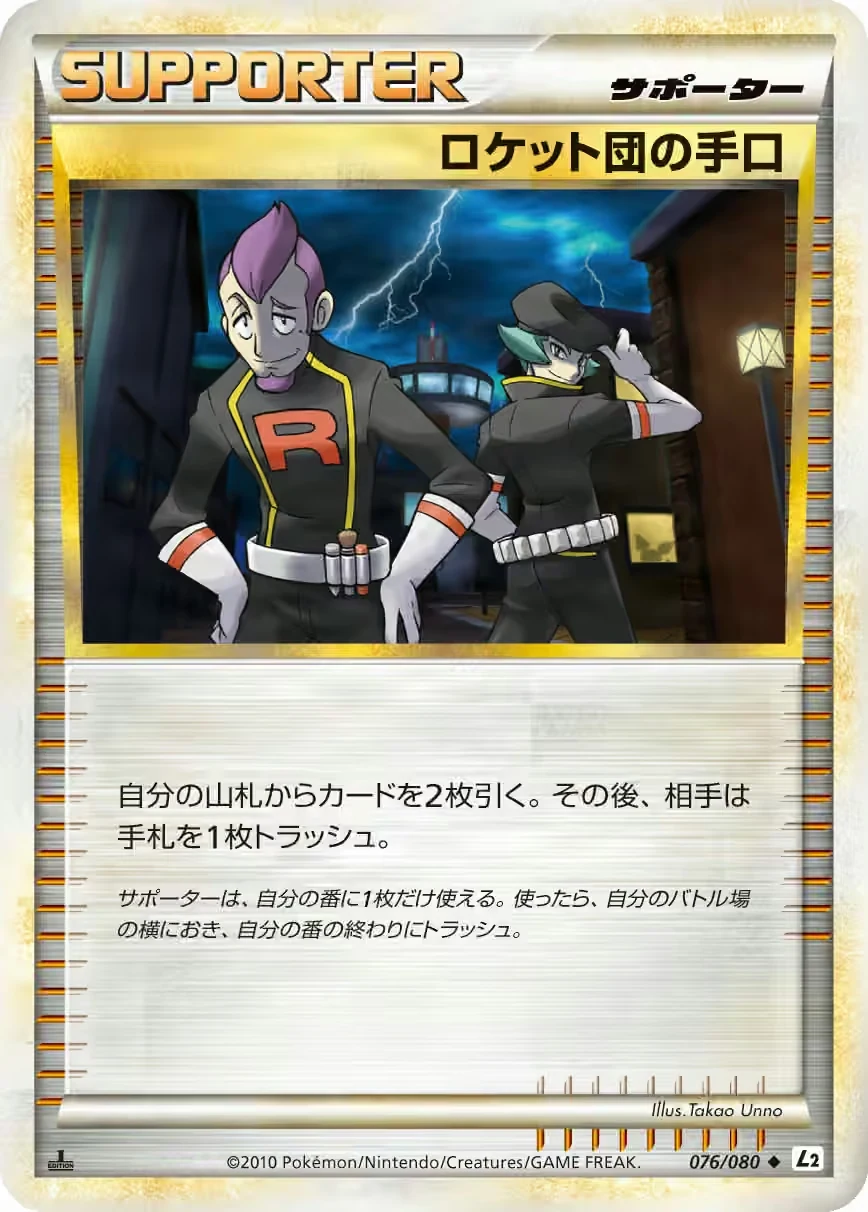 SUPPORTER サポーター
ロケット団の手口
R
自分の山札からカードを2枚引く。その後、相手は
手札を1枚トラッシュ。
サポーターは、自分の番に1枚だけ使える。使ったら、自分のバトル場
の横におき、自分の番の終わりにトラッシュ。
Illus.Takao Unno
1 EDITION ©2010 Pokémon/Nintendo/Creatures/GAME FREAK. 076/080 ◆ L2